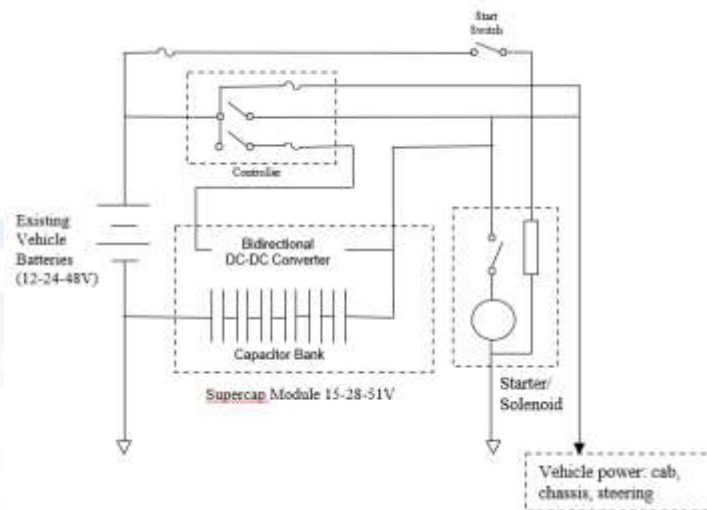 Start
Switch
Controller
Existing
Vehicle
Batteries
(12-24-48V)
Bidirectional
DC-DC Converter
Capacitor Bank
Supercap Module 15-28-51V
Starter/
Solenoid
Vehicle power: cab,
chassis, steering